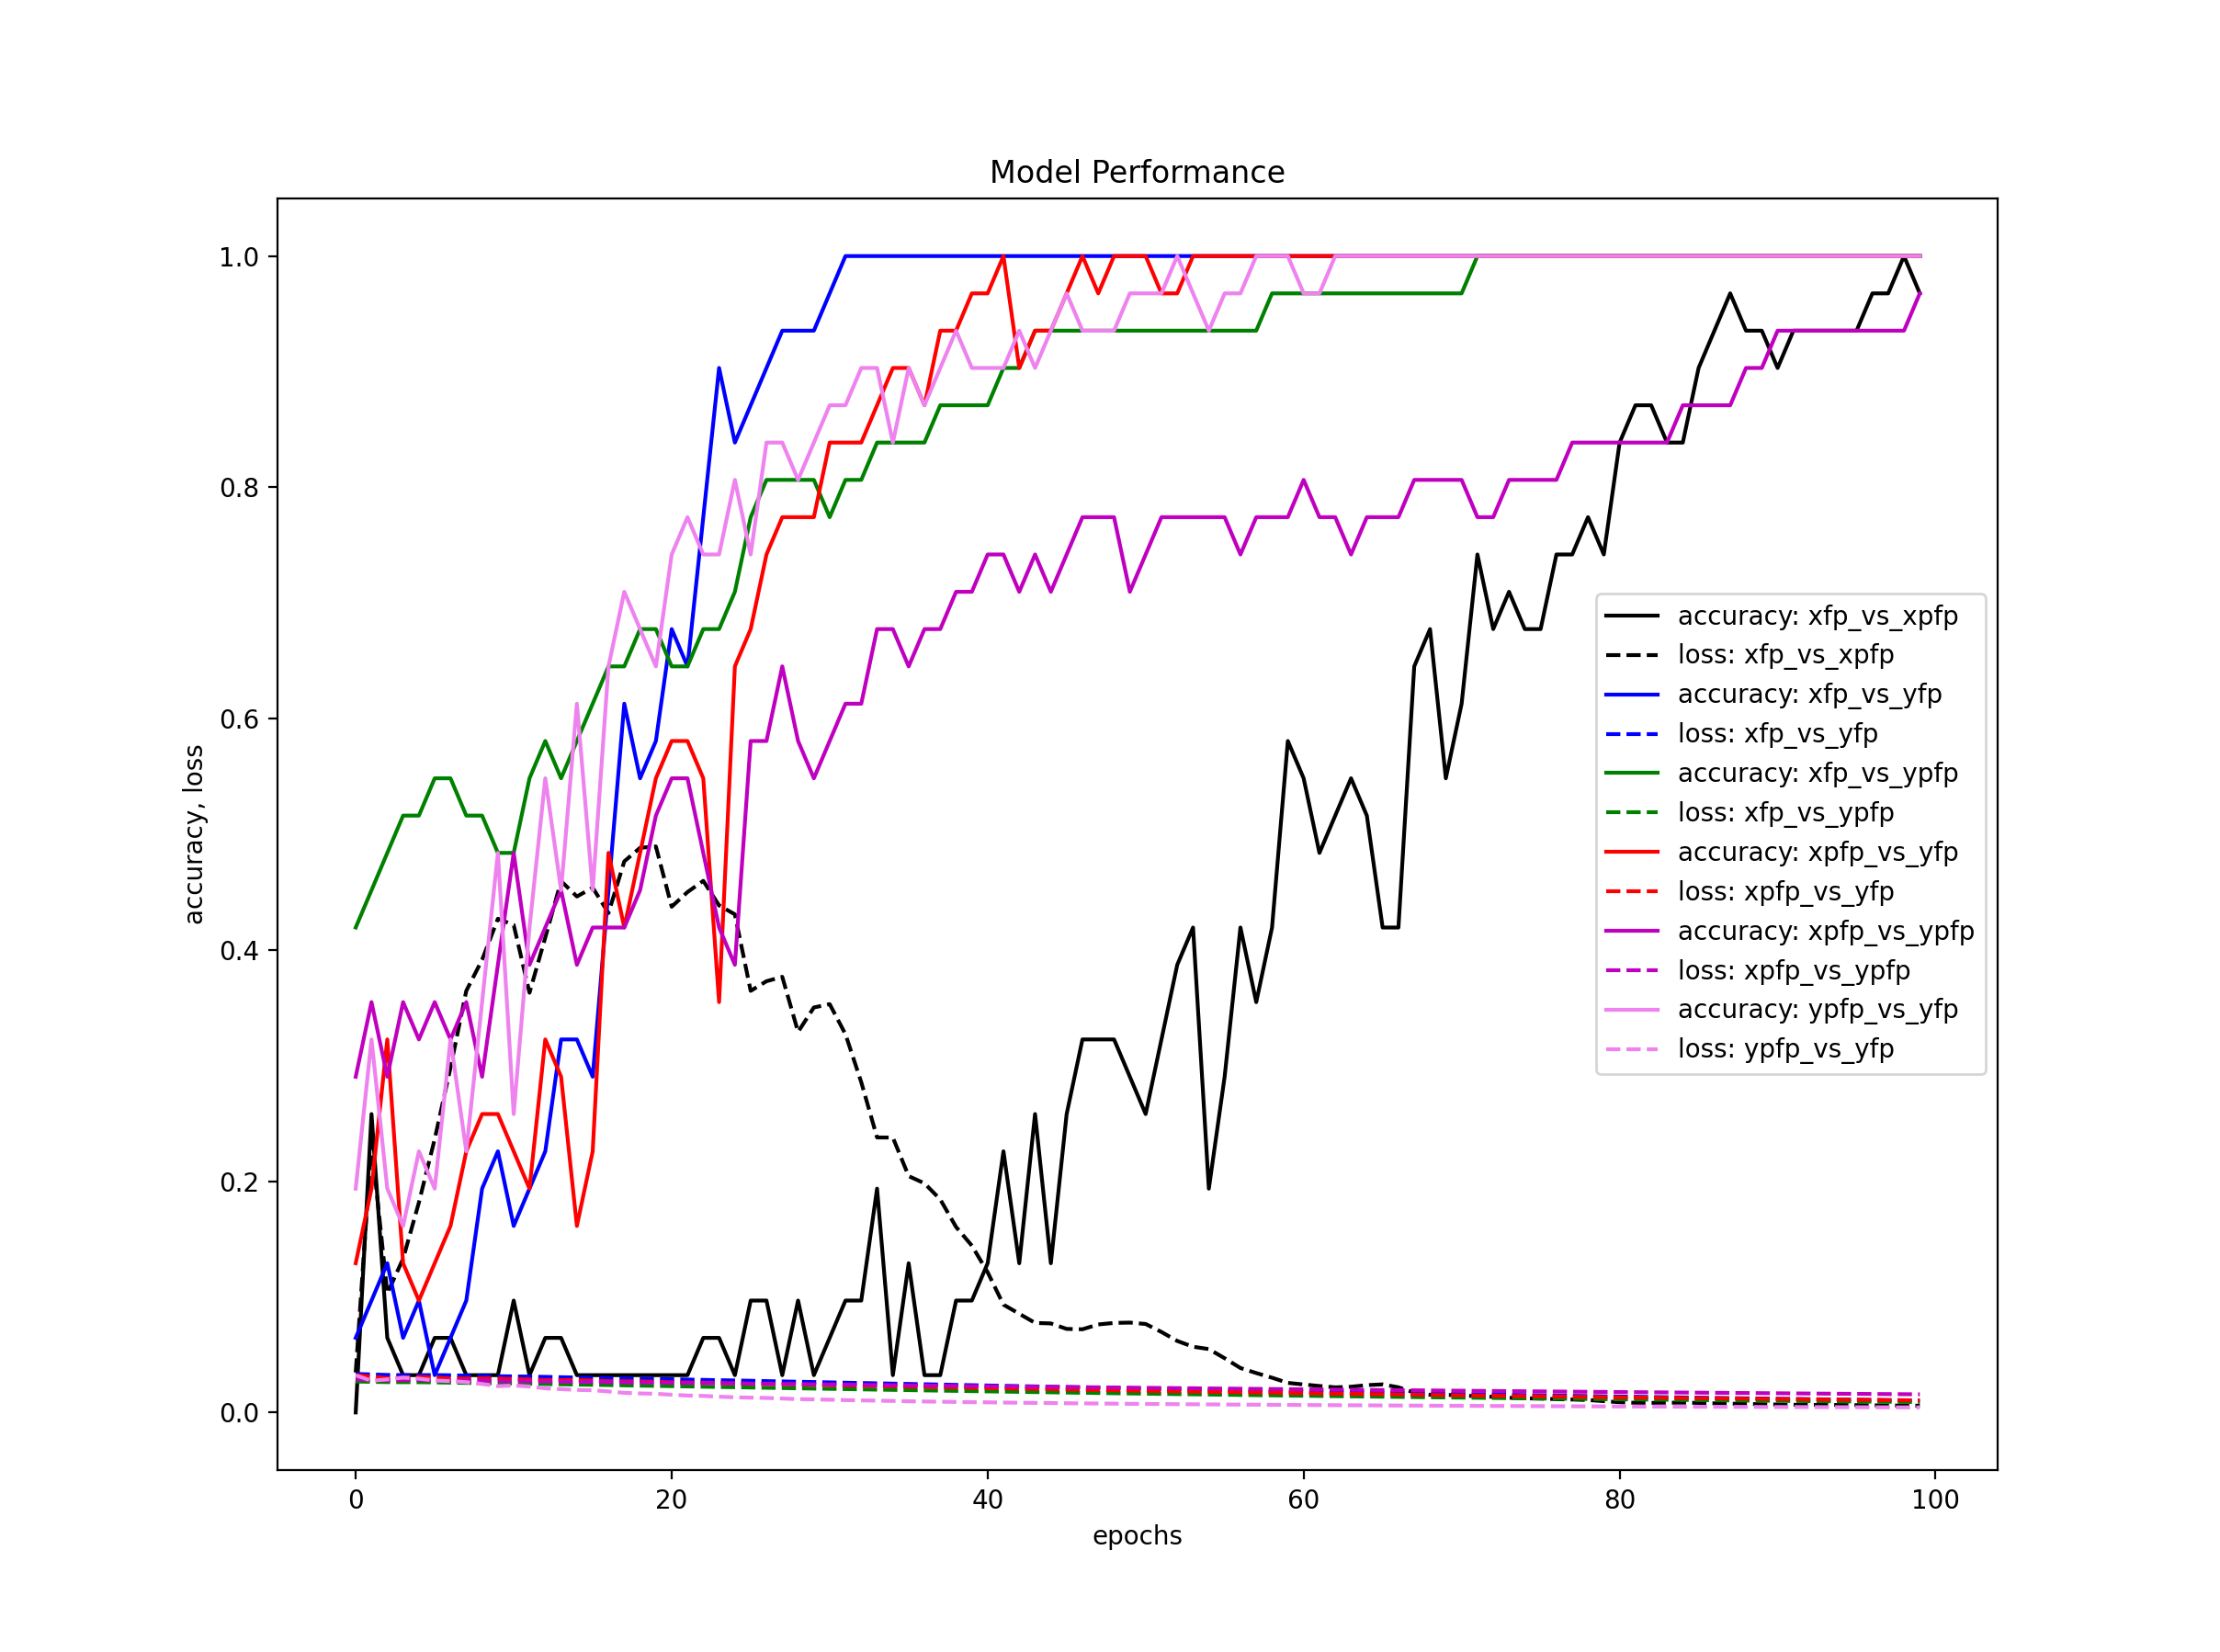 Model Performance
1.0
0.8
0.6
0.4
0.2
0.0
accuracy, loss
accuracy: xfp_vs_xpfp
loss: xfp_vs_xpfp
accuracy: xfp_vs_yfp
loss: xfp_vs_yfp
accuracy: xfp_vs_ypfp
loss: xfp_vs_ypfp
accuracy: xpfp_vs_yfp
loss: xpfp_vs_yfp
accuracy: xpfp_vs_ypfp
loss: xpfp_vs_ypfp
accuracy: ypfp_vs_yfp
loss: ypfp_vs_yfp
0 20 40 60 80 100
epochs